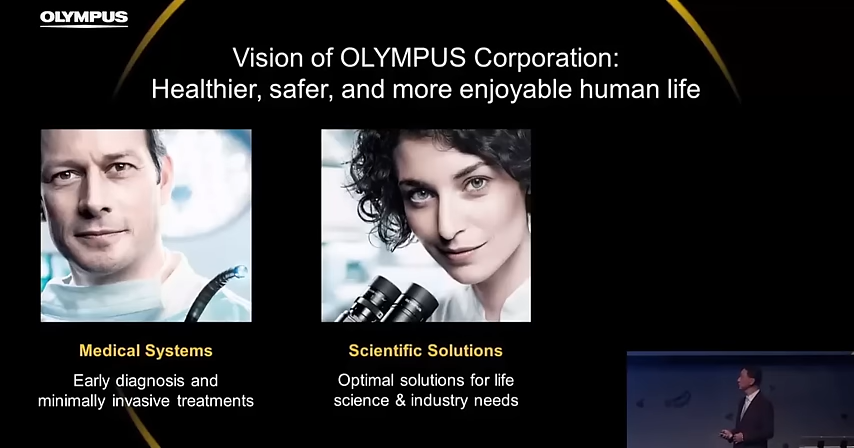 OLYMPUS
Vision of OLYMPUS Corporation:
Healthier, safer, and more enjoyable human life
Medical Systems
Early diagnosis and
minimally invasive treatments
Scientific Solutions
Optimal solutions for life
science & industry needs